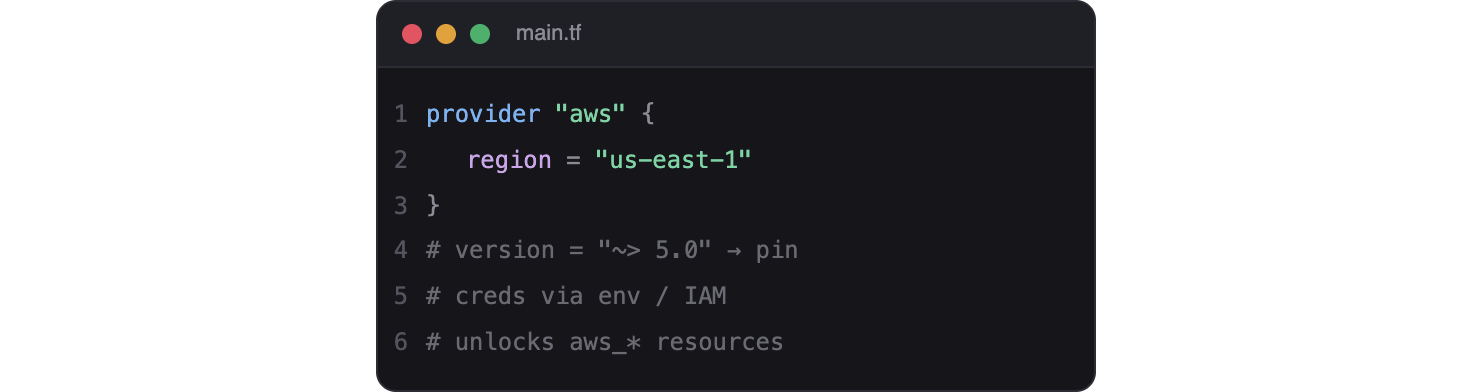 main.tf
1 provider "aws" {
2 region = "us-east-1"
3 }
4 # version = "~> 5.0" → pin
5 # creds via env / IAM
6 # unlocks aws_* resources